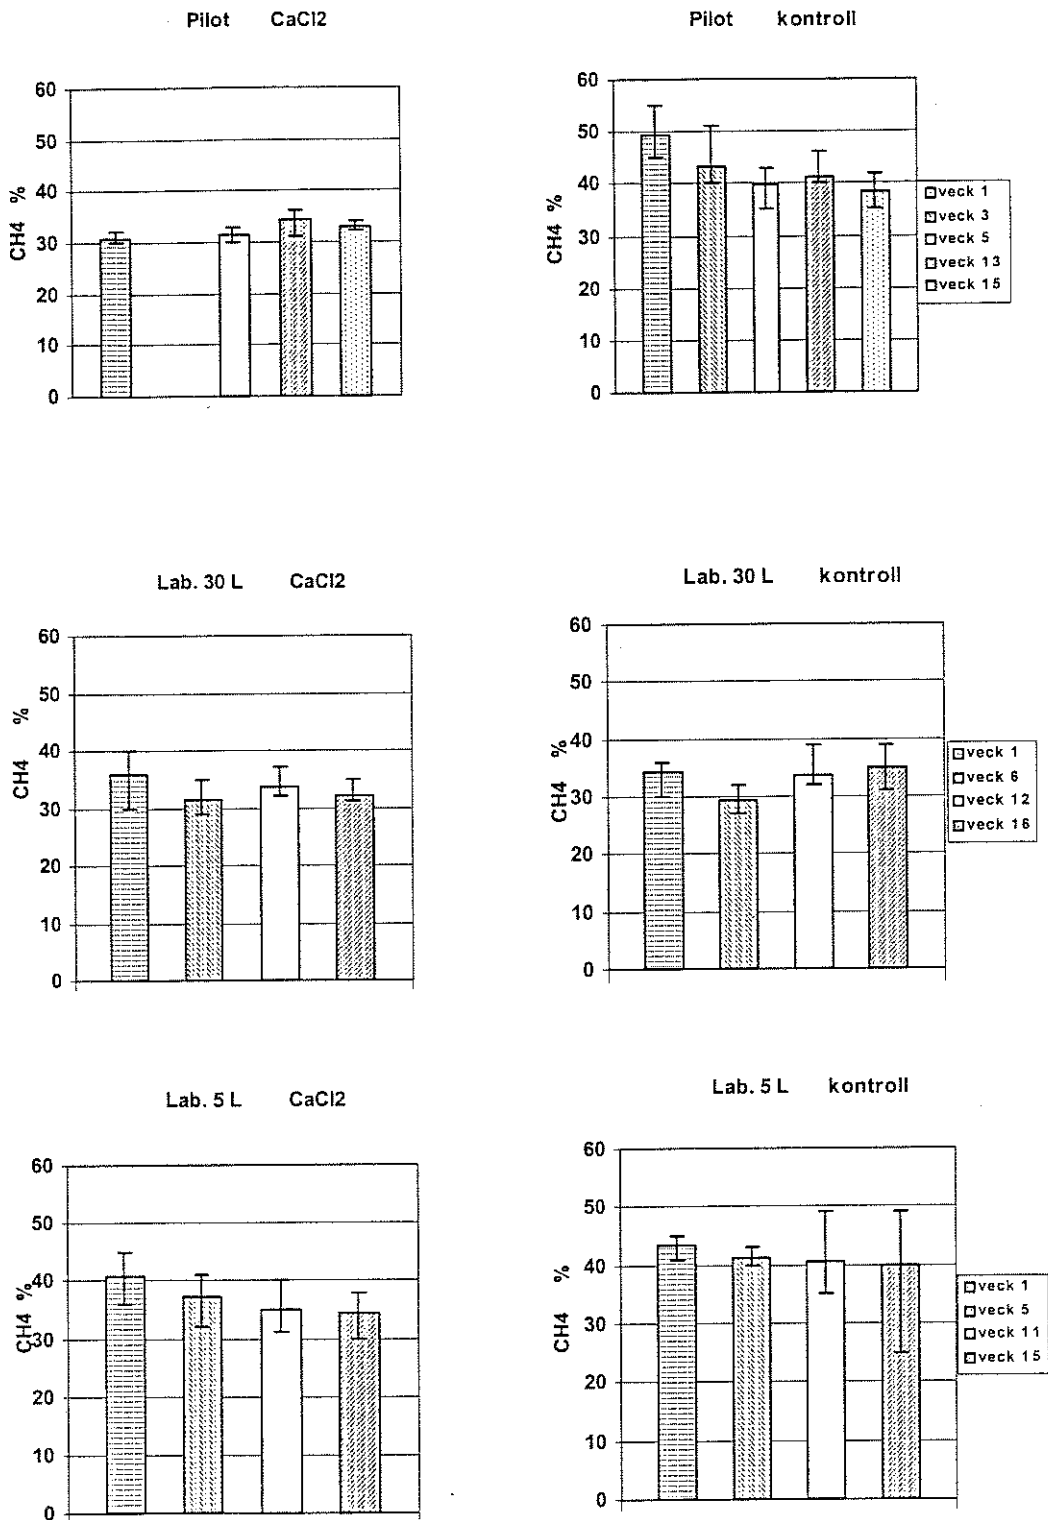 Pilot CaCl2
60
50
40
30
20
10
0
CH4 %
Pilot kontroll
60
50
40
30
20
10
0
CH4 %
veck 1
veck 3
veck 5
veck 13
veck 15
Lab. 30 L CaCl2
60
50
40
30
20
10
0
CH4 %
Lab. 30 L kontroll
60
50
40
30
20
10
0
CH4 %
veck 1
veck 6
veck 12
veck 16
Lab. 5 L CaCl2
60
50
40
30
20
10
0
CH4 %
Lab. 5 L kontroll
60
50
40
30
20
10
0
CH4 %
veck 1
veck 5
veck 11
veck 15